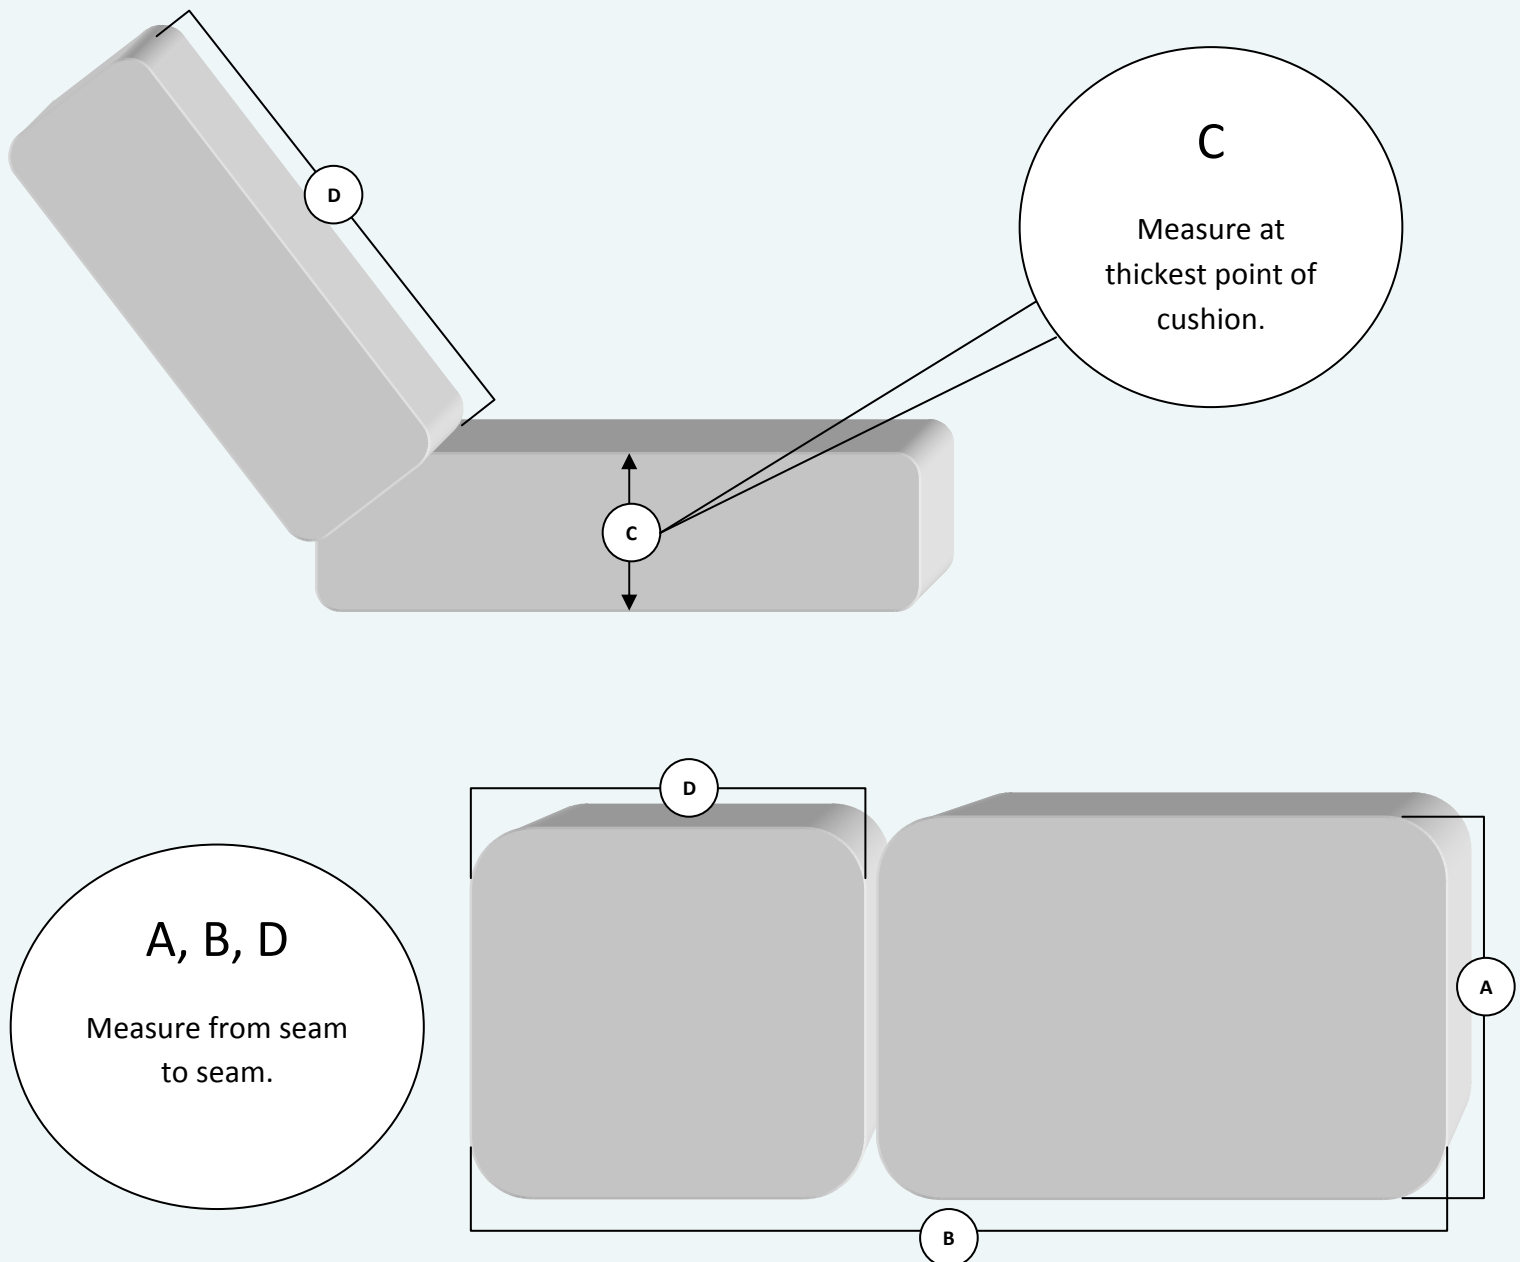 D
C
Measure at
thickest point of
cushion.
C
D
A, B, D
Measure from seam
to seam.
A
B